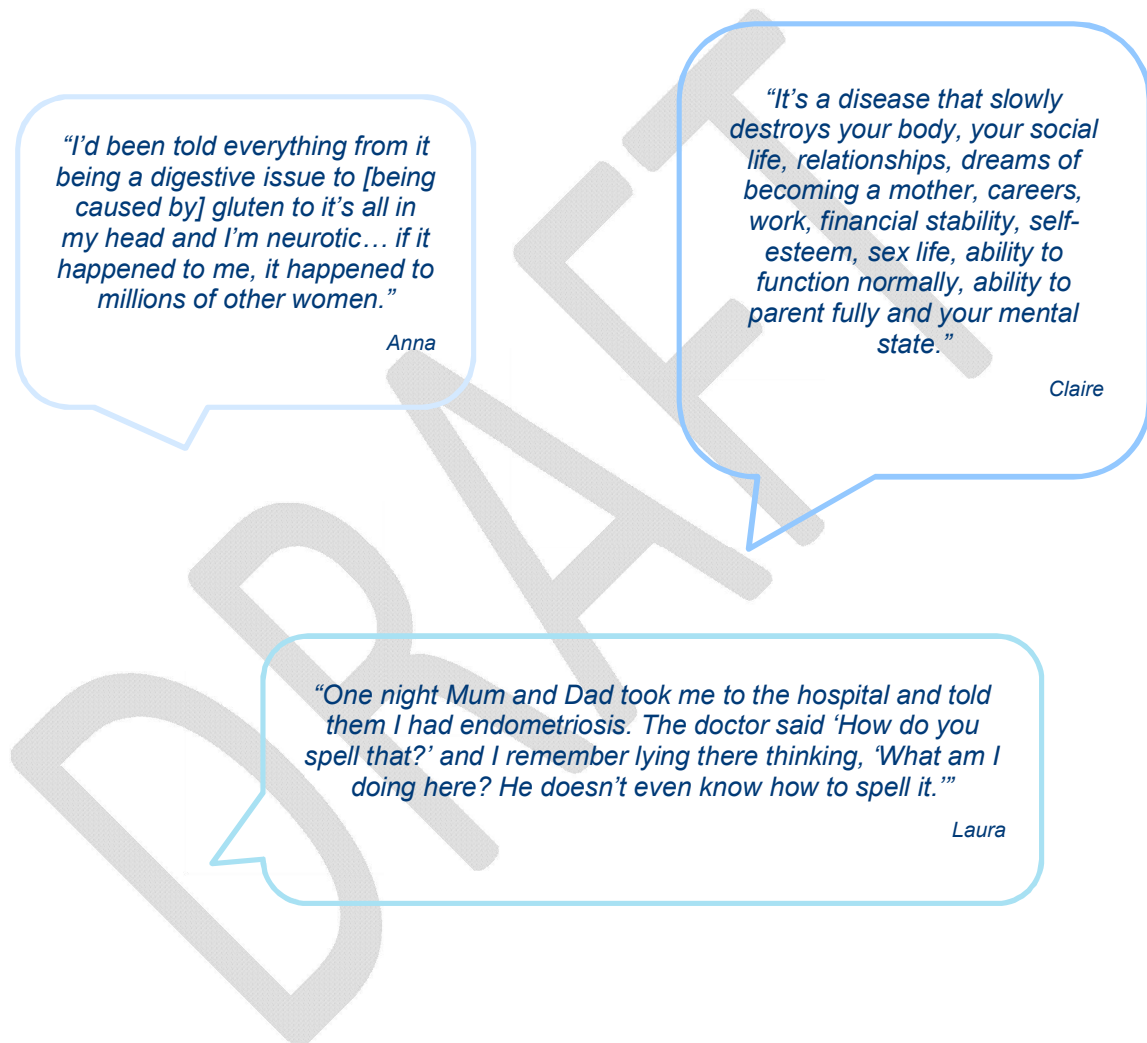 “I’d been told everything from it
being a digestive issue to [being
caused by] gluten to it’s all in
my head and I’m neurotic… if it
happened to me, it happened to
millions of other women.”
Anna
“It’s a disease that slowly
destroys your body, your social
life, relationships, dreams of
becoming a mother, careers,
work, financial stability, self-
esteem, sex life, ability to
function normally, ability to
parent fully and your mental
state.”
Claire
“One night Mum and Dad took me to the hospital and told
them I had endometriosis. The doctor said ‘How do you
spell that?’ and I remember lying there thinking, ‘What am I
doing here? He doesn’t even know how to spell it.’”
Laura
DRAFT